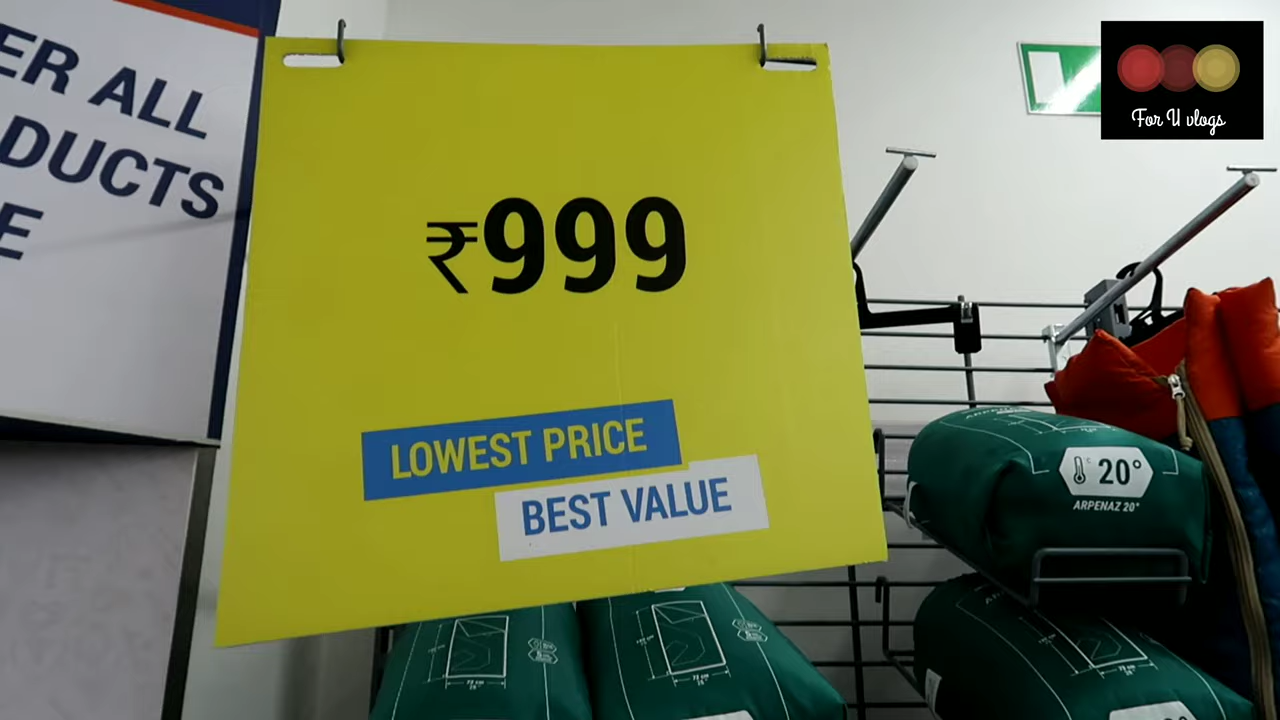 ER ALL
DUCTS
E
₹999
LOWEST PRICE
BEST VALUE
For U vlogs
°C 20°
ARPENAZ 20°